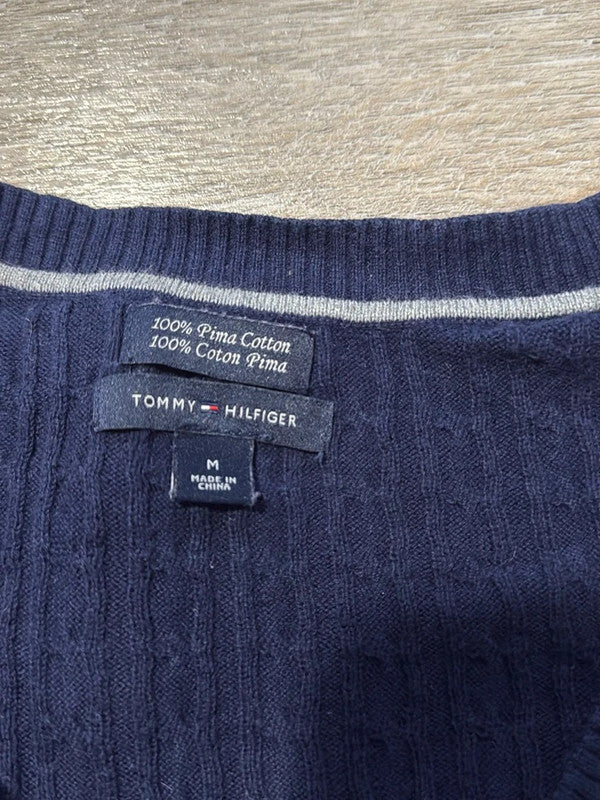 100% Pima Cotton
100% Coton Pima
TOMMY HILFIGER
M
MADE IN
CHINA